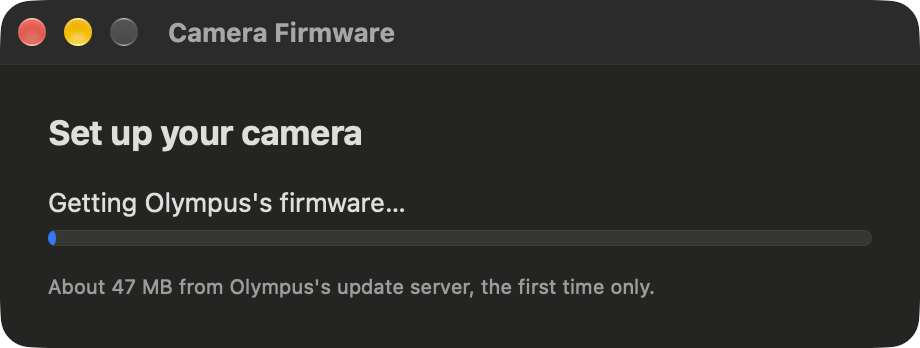 Camera Firmware
Set up your camera
Getting Olympus's firmware...
About 47 MB from Olympus's update server, the first time only.